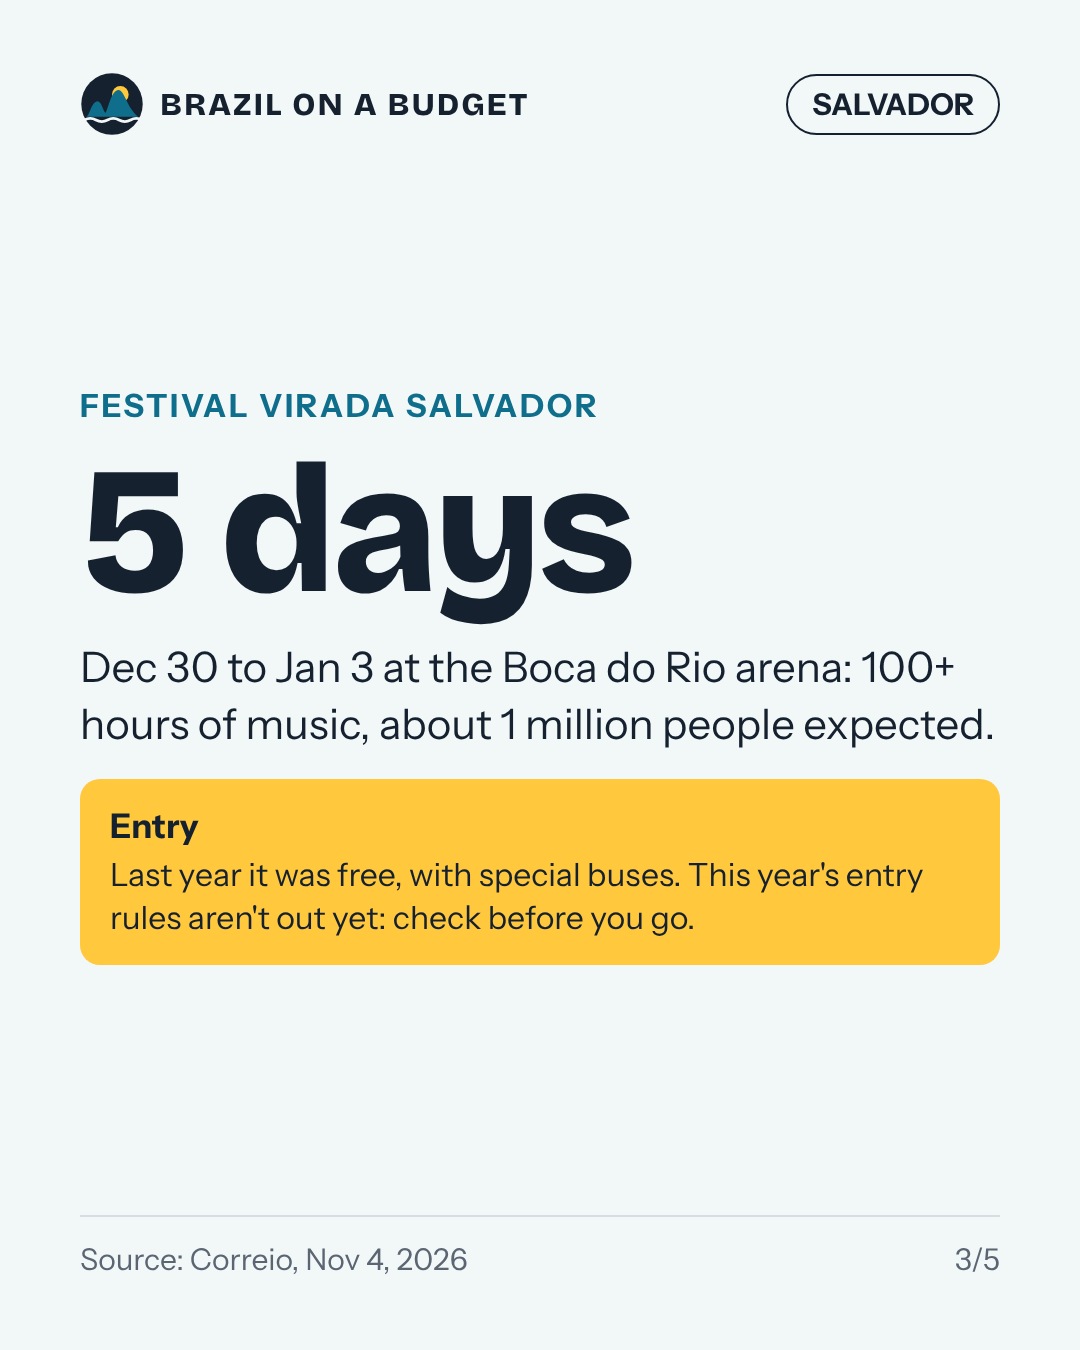 BRAZIL ON A BUDGET
SALVADOR
FESTIVAL VIRADA SALVADOR
5 days
Dec 30 to Jan 3 at the Boca do Rio arena: 100+
hours of music, about 1 million people expected.
Entry
Last year it was free, with special buses. This year's entry
rules aren't out yet: check before you go.
Source: Correio, Nov 4, 2026
3/5